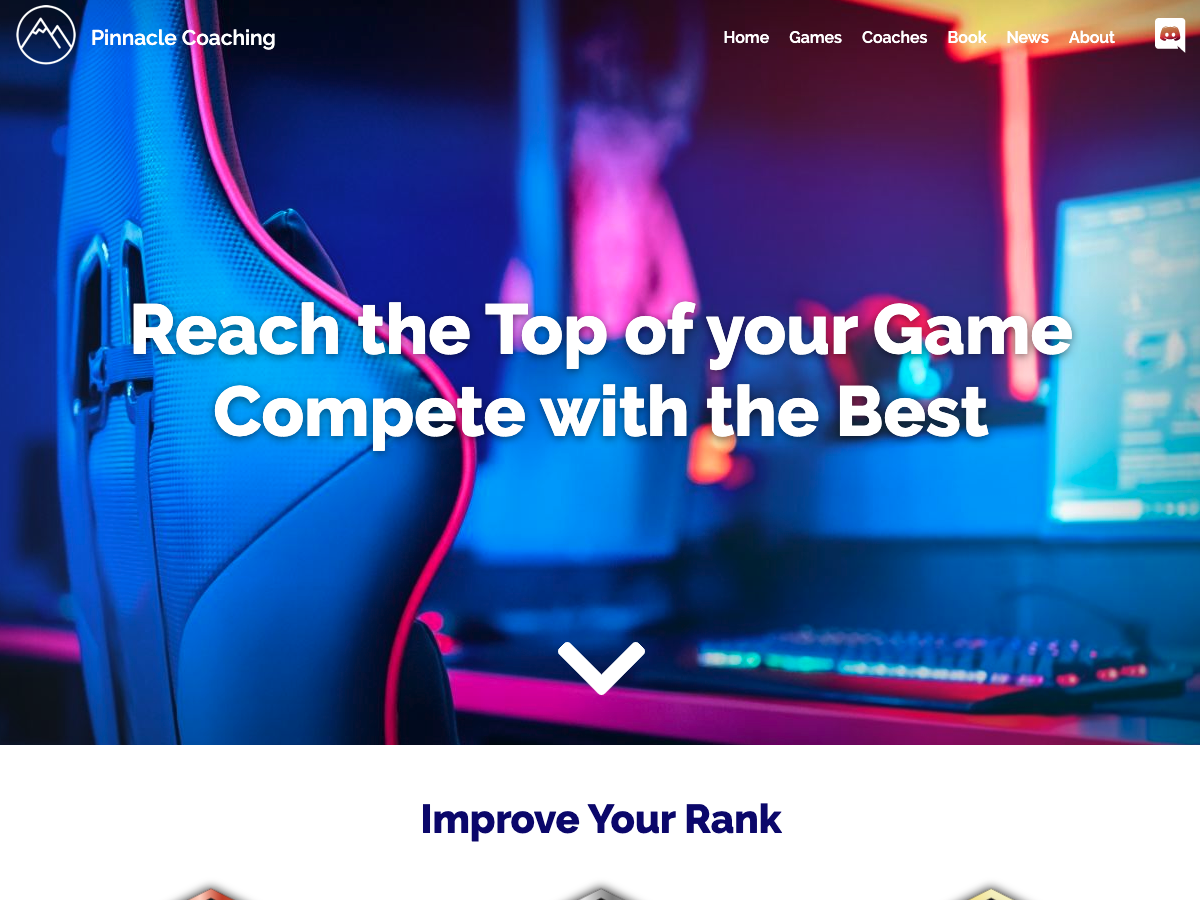 Pinnacle Coaching
Home Games Coaches Book News About
Reach the Top of your Game
Compete with the Best
Improve Your Rank